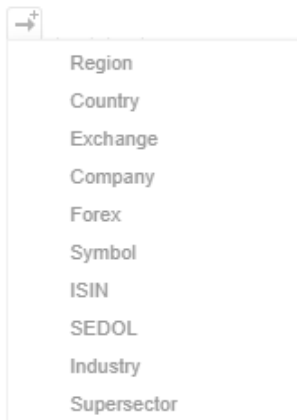 Region
Country
Exchange
Company
Forex
Symbol
ISIN
SEDOL
Industry
Supersector